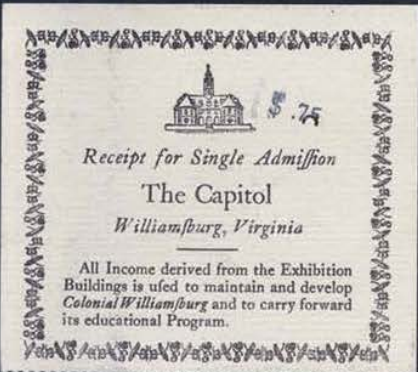 $ .75
Receipt for Single Admiſſion
The Capitol
Williamſburg, Virginia
All Income derived from the Exhibition
Buildings is uſed to maintain and develop
Colonial Williamſburg and to carry forward
its educational Program.